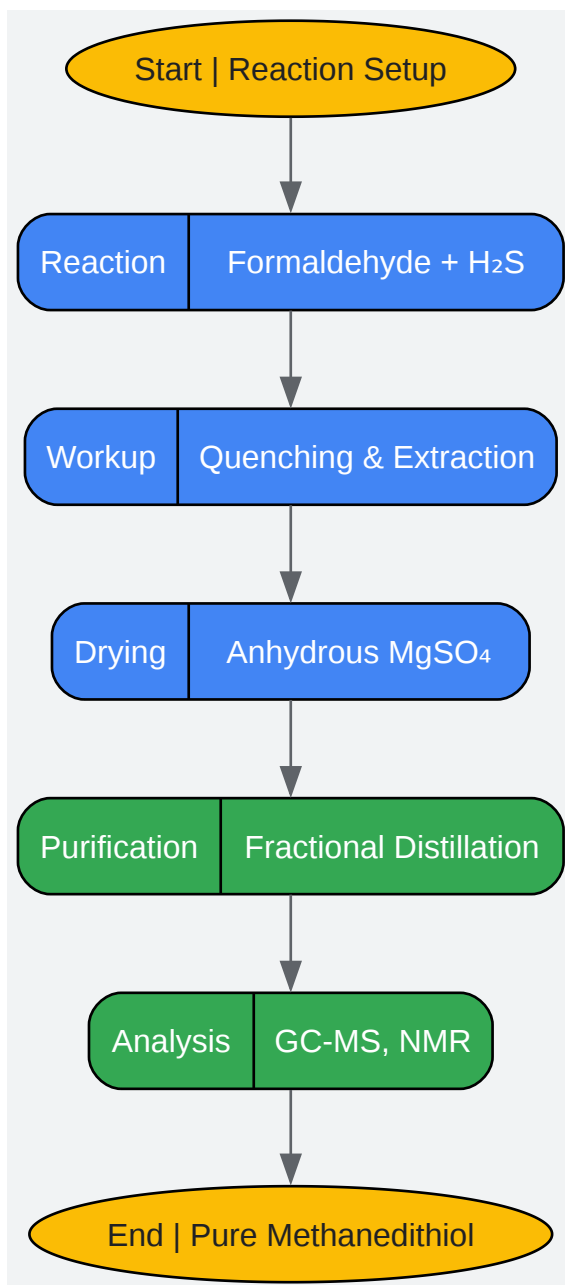 Start | Reaction Setup
Reaction Formaldehyde + H₂S
Workup Quenching & Extraction
Drying Anhydrous MgSO₄
Purification Fractional Distillation
Analysis GC-MS, NMR
End | Pure Methanedithiol